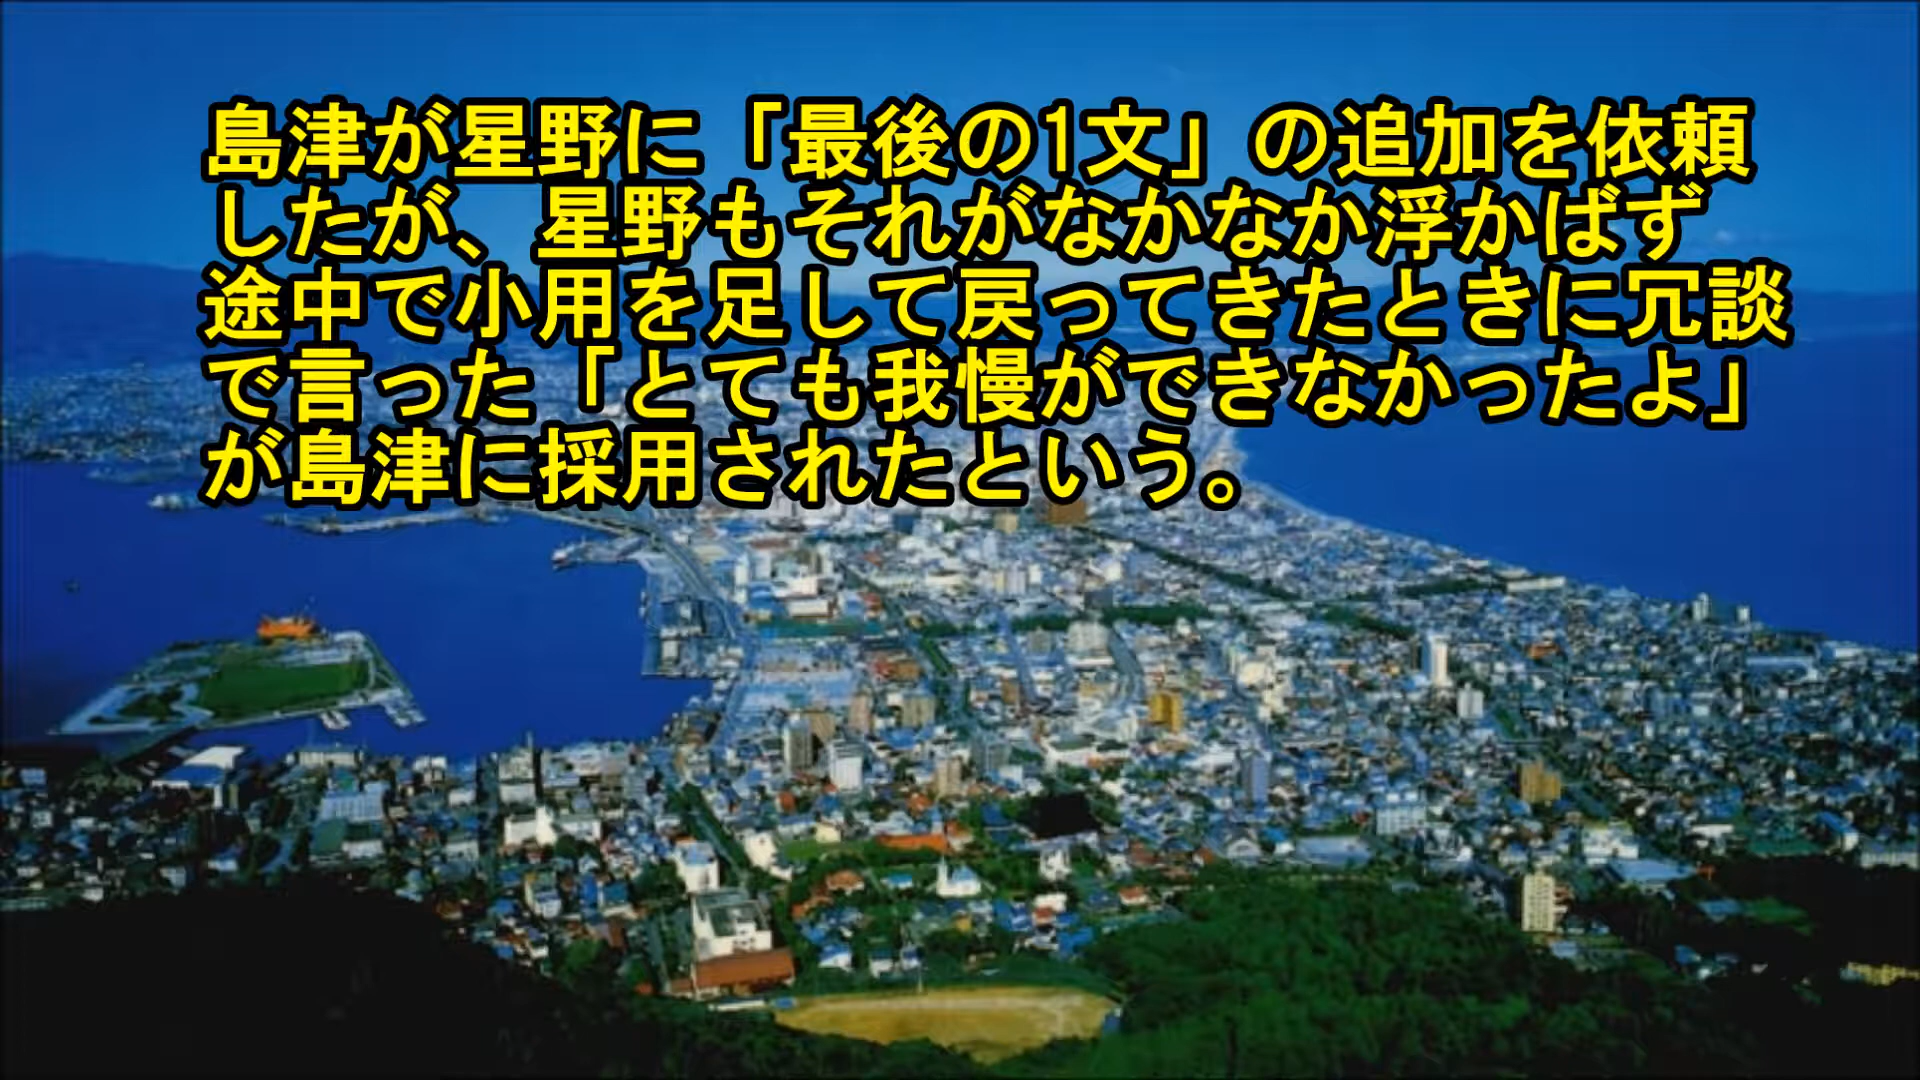 島津が星野に「最後の1文」の追加を依頼
したが、星野もそれがなかなか浮かばず
途中で小用を足して戻ってきたときに冗談
で言った「とても我慢ができなかったよ」
が島津に採用されたという。